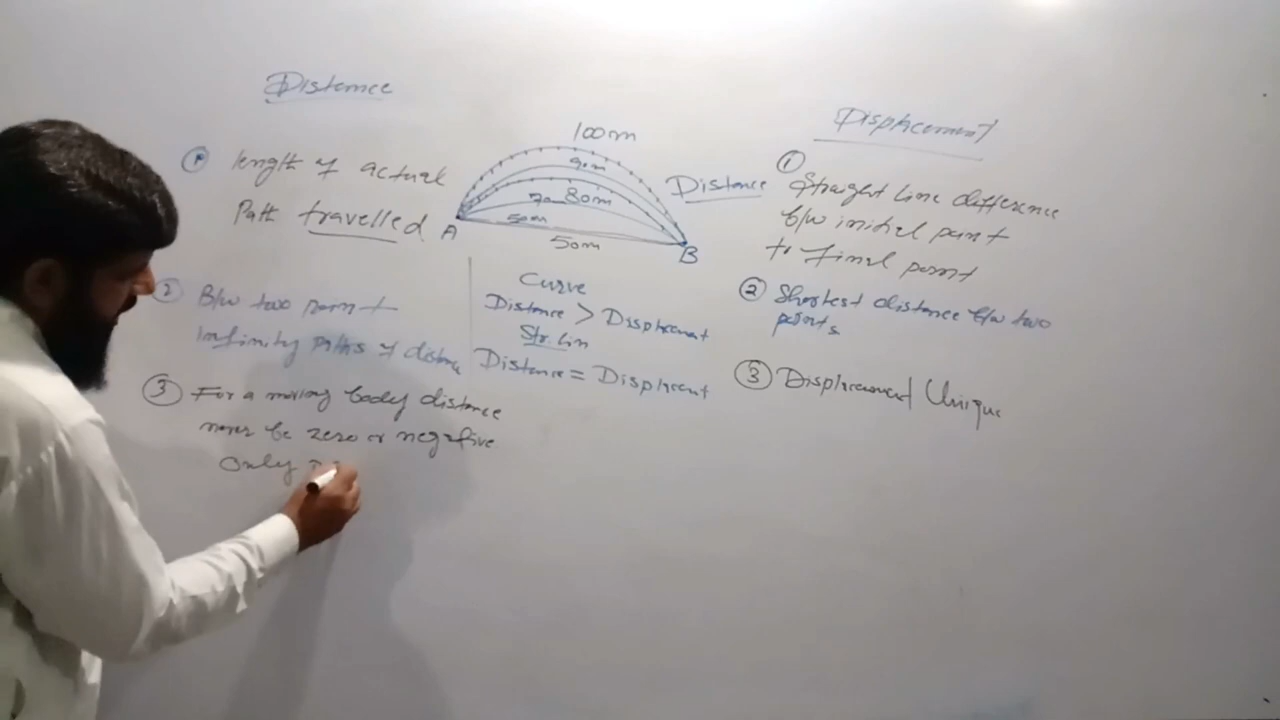 Distance
① length of actual
Path travelled
② B/w two point
infinity paths of distance
③ For a moving body distance
never be zero or negative
Only
100m
90m
80m
70m
50m
50m
A
B
Distance
Curve
Distance > Displacement
Str. Lin
Distance = Displacent
Displacement
①
Straight line difference
b/w initial point
to final point
② Shortest distance b/w two
points
③ Displacement Unique